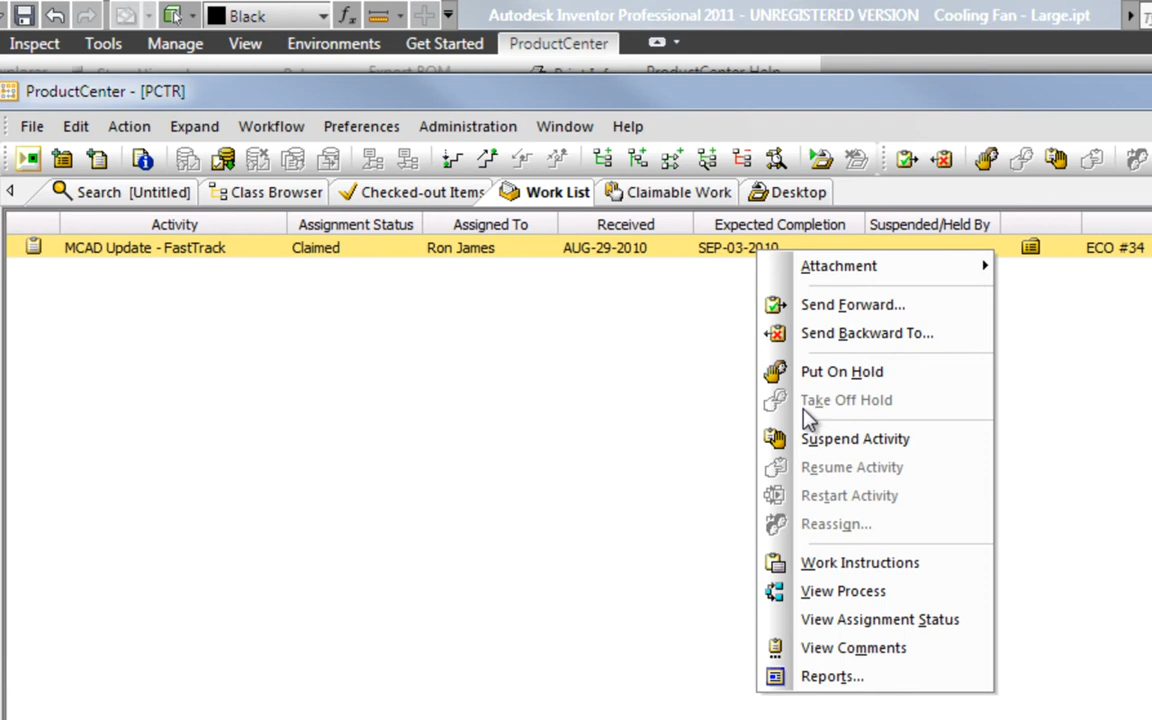 Black Autodesk Inventor Professional 2011 - UNREGISTERED VERSION Cooling Fan - Large.ipt
Inspect Tools Manage View Environments Get Started ProductCenter
ProductCenter Help
ProductCenter - [PCTR]
File Edit Action Expand Workflow Preferences Administration Window Help
Search [Untitled] Class Browser Checked-out Items Work List Claimable Work Desktop
Activity Assignment Status Assigned To Received Expected Completion Suspended/Held By
MCAD Update - FastTrack Claimed Ron James AUG-29-2010 SEP-03-2010 ECO #34
Attachment
Send Forward...
Send Backward To...
Put On Hold
Take Off Hold
Suspend Activity
Resume Activity
Restart Activity
Reassign...
Work Instructions
View Process
View Assignment Status
View Comments
Reports...